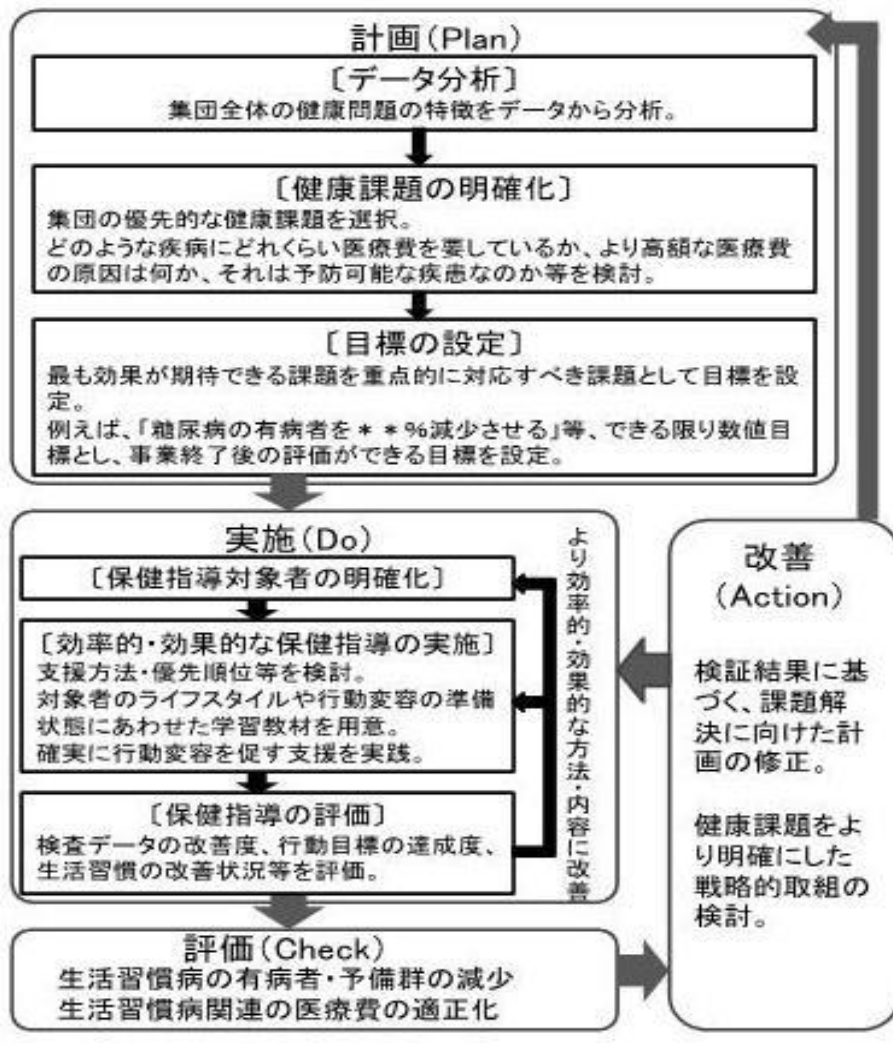 計画(Plan)
［データ分析］
集団全体の健康問題の特徴をデータから分析。
［健康課題の明確化］
集団の優先的な健康課題を選択。
どのような疾病にどれくらい医療費を要しているか、より高額な医療費
の原因は何か、それは予防可能な疾患なのか等を検討。
［目標の設定］
最も効果が期待できる課題を重点的に対応すべき課題として目標を設
定。
例えば、「糖尿病の有病者を＊＊%減少させる」等、できる限り数値目
標とし、事業終了後の評価ができる目標を設定。
実施(Do)
［保健指導対象者の明確化］
［効率的・効果的な保健指導の実施］
支援方法・優先順位等を検討。
対象者のライフスタイルや行動変容の準備
状態にあわせた学習教材を用意。
確実に行動変容を促す支援を実践。
［保健指導の評価］
検査データの改善度、行動目標の達成度、
生活習慣の改善状況等を評価。
より効率的・効果的な方法・内容に改善
評価(Check)
生活習慣病の有病者・予備群の減少
生活習慣病関連の医療費の適正化
改善
(Action)
検証結果に基
づく、課題解
決に向けた計
画の修正。
健康課題をよ
り明確にした
戦略的取組の
検討。